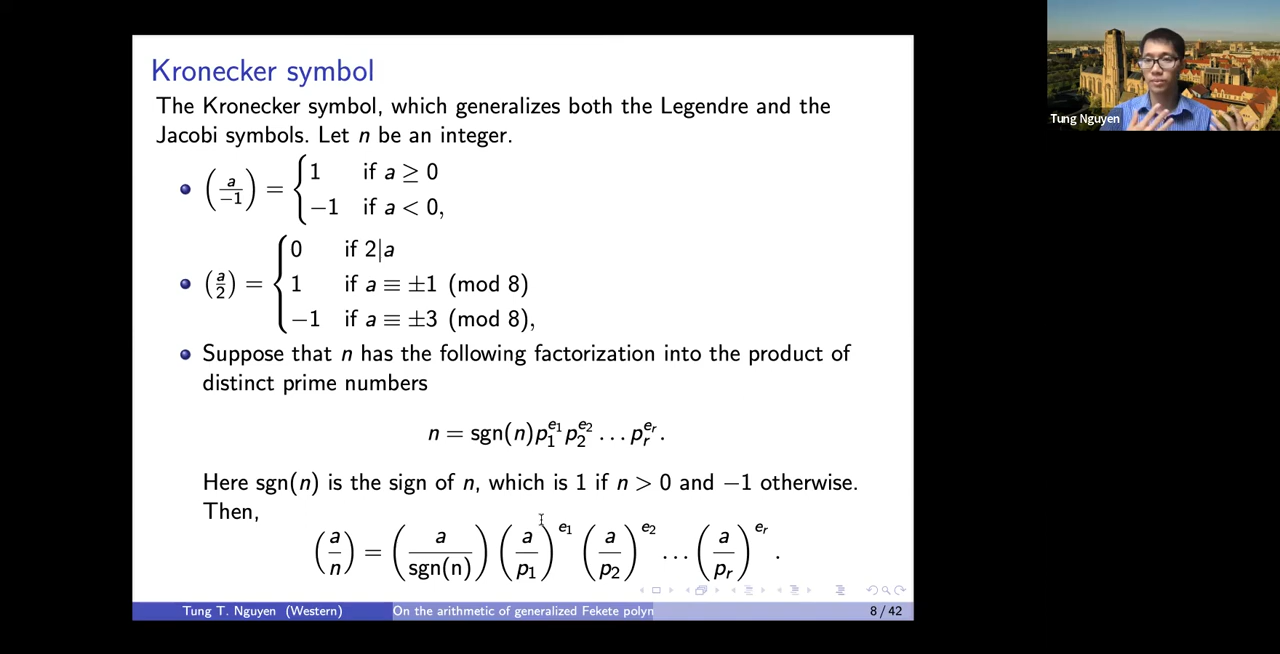 Kronecker symbol
The Kronecker symbol, which generalizes both the Legendre and the
Jacobi symbols. Let n be an integer.
(a/−1) = { 1 if a ≥ 0
−1 if a < 0,
(a/2) = { 0 if 2|a
1 if a ≡ ±1 (mod 8)
−1 if a ≡ ±3 (mod 8),
Suppose that n has the following factorization into the product of
distinct prime numbers
n = sgn(n)p₁^e₁ p₂^e₂ … pᵣ^eᵣ.
Here sgn(n) is the sign of n, which is 1 if n > 0 and −1 otherwise.
Then,
(a/n) = (a/sgn(n)) (a/p₁)^e₁ (a/p₂)^e₂ … (a/pᵣ)^eᵣ.
Tung T. Nguyen (Western) On the arithmetic of generalized Fekete polyn 8 / 42
Tung Nguyen